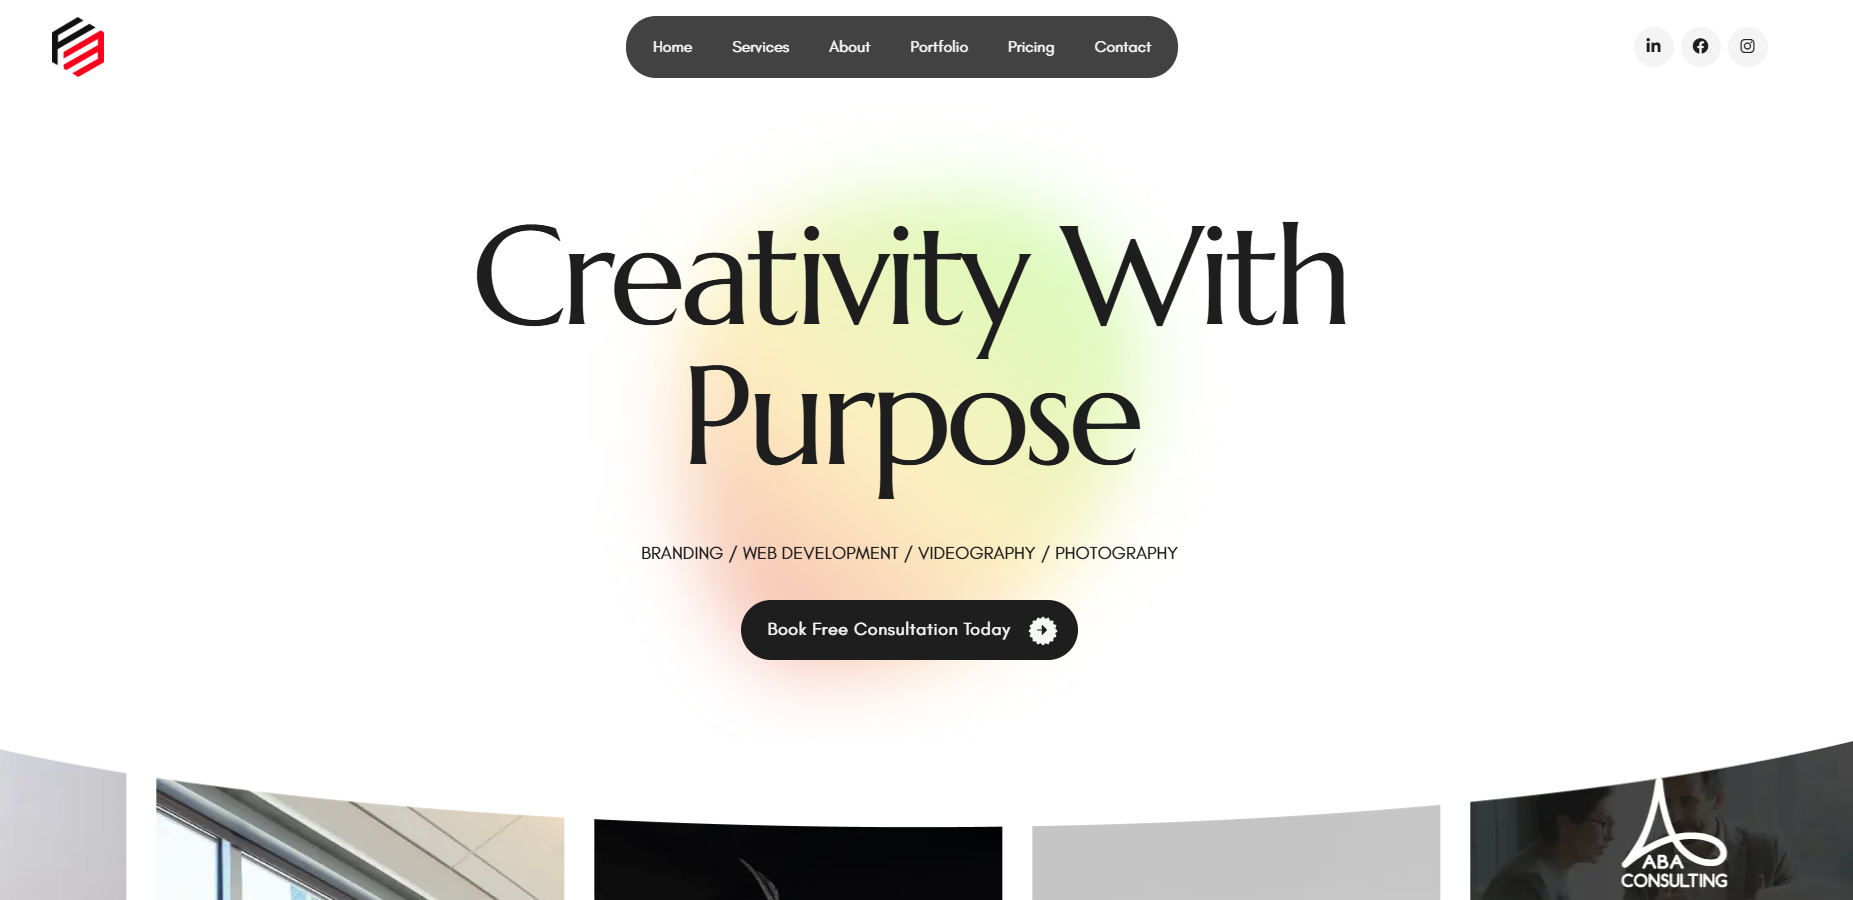 Home Services About Portfolio Pricing Contact
Creativity With
Purpose
BRANDING / WEB DEVELOPMENT / VIDEOGRAPHY / PHOTOGRAPHY
Book Free Consultation Today
ABA
CONSULTING